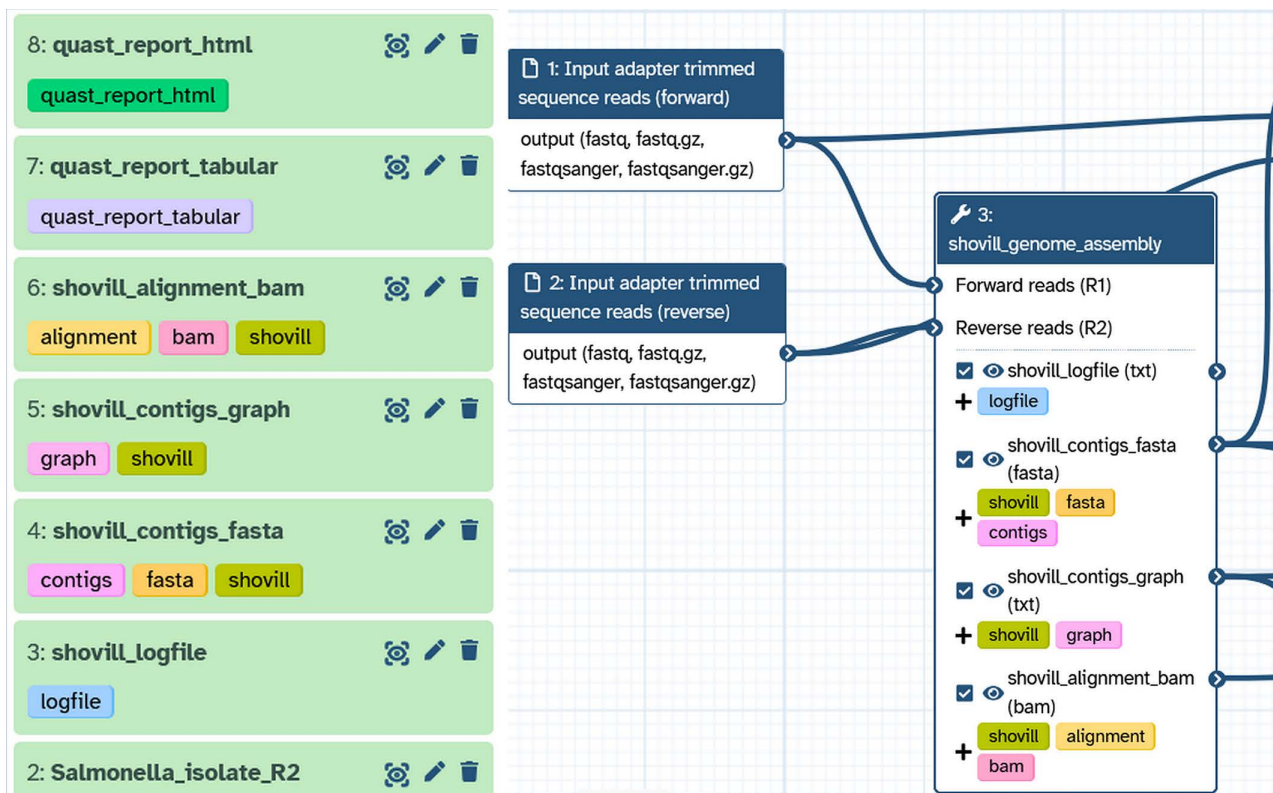 8: quast_report_html
quast_report_html
7: quast_report_tabular
quast_report_tabular
6: shovill_alignment_bam
alignment bam shovill
5: shovill_contigs_graph
graph shovill
4: shovill_contigs_fasta
contigs fasta shovill
3: shovill_logfile
logfile
2: Salmonella_isolate_R2
1: Input adapter trimmed
sequence reads (forward)
output (fastq, fastq.gz,
fastqsanger, fastqsanger.gz)
2: Input adapter trimmed
sequence reads (reverse)
output (fastq, fastq.gz,
fastqsanger, fastqsanger.gz)
3:
shovill_genome_assembly
Forward reads (R1)
Reverse reads (R2)
shovill_logfile (txt)
+ logfile
shovill_contigs_fasta
(fasta)
+ shovill fasta
contigs
shovill_contigs_graph
(txt)
+ shovill graph
shovill_alignment_bam
(bam)
+ shovill alignment
bam